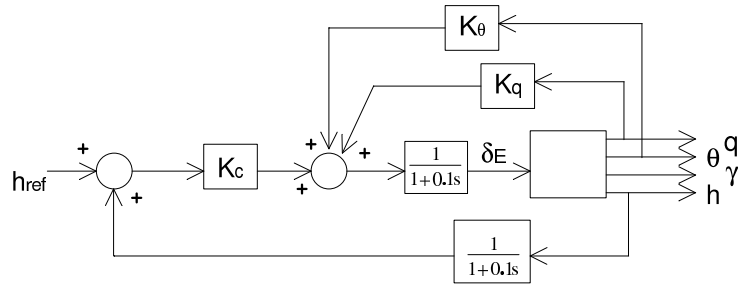 Kθ
Kq
+
+
+
+
href
Kc
1
1+0.1s
δE
q
θ
γ
h
+
+
1
1+0.1s